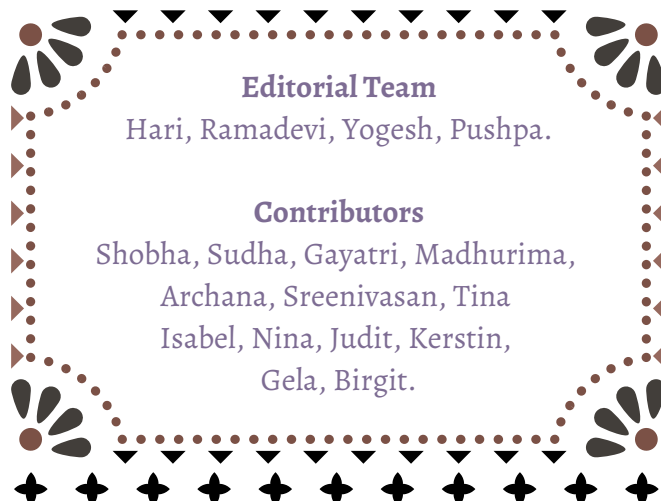 Editorial Team
Hari, Ramadevi, Yogesh, Pushpa.
Contributors
Shobha, Sudha, Gayatri, Madhurima,
Archana, Sreenivasan, Tina
Isabel, Nina, Judit, Kerstin,
Gela, Birgit.